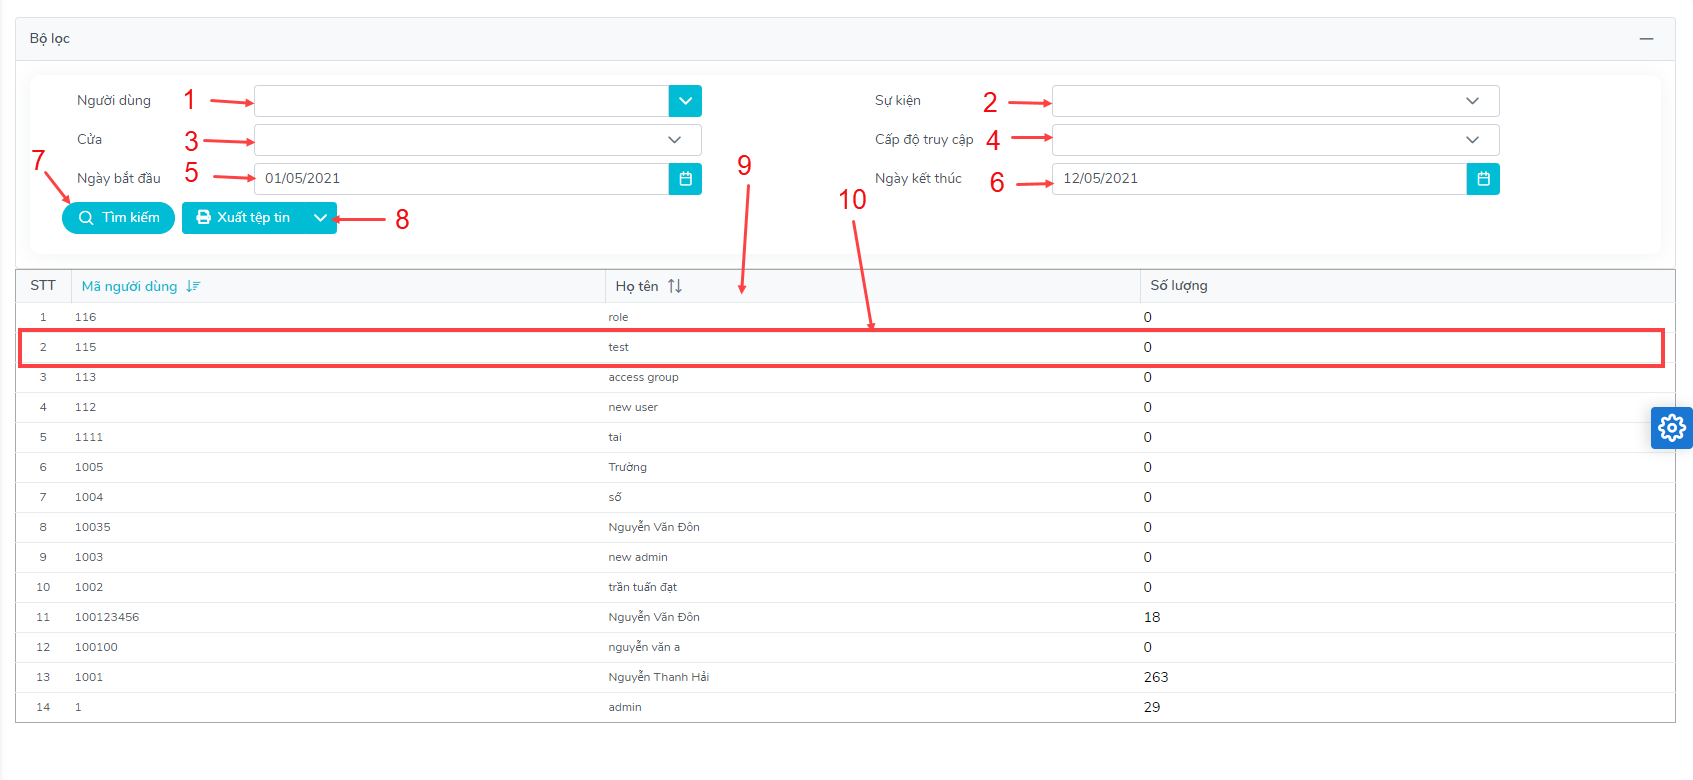 Bộ lọc
Người dùng 1 Sự kiện 2
Cửa 3 Cấp độ truy cập 4
7 Ngày bắt đầu 5 01/05/2021 9 Ngày kết thúc 6 12/05/2021
Tìm kiếm Xuất tệp tin 8 10
STT Mã người dùng Họ tên Số lượng
1 116 role 0
2 115 test 0
3 113 access group 0
4 112 new user 0
5 1111 tai 0
6 1005 Trường 0
7 1004 số 0
8 10035 Nguyễn Văn Đôn 0
9 1003 new admin 0
10 1002 trần tuấn đạt 0
11 100123456 Nguyễn Văn Đôn 18
12 100100 nguyễn văn a 0
13 1001 Nguyễn Thanh Hải 263
14 1 admin 29